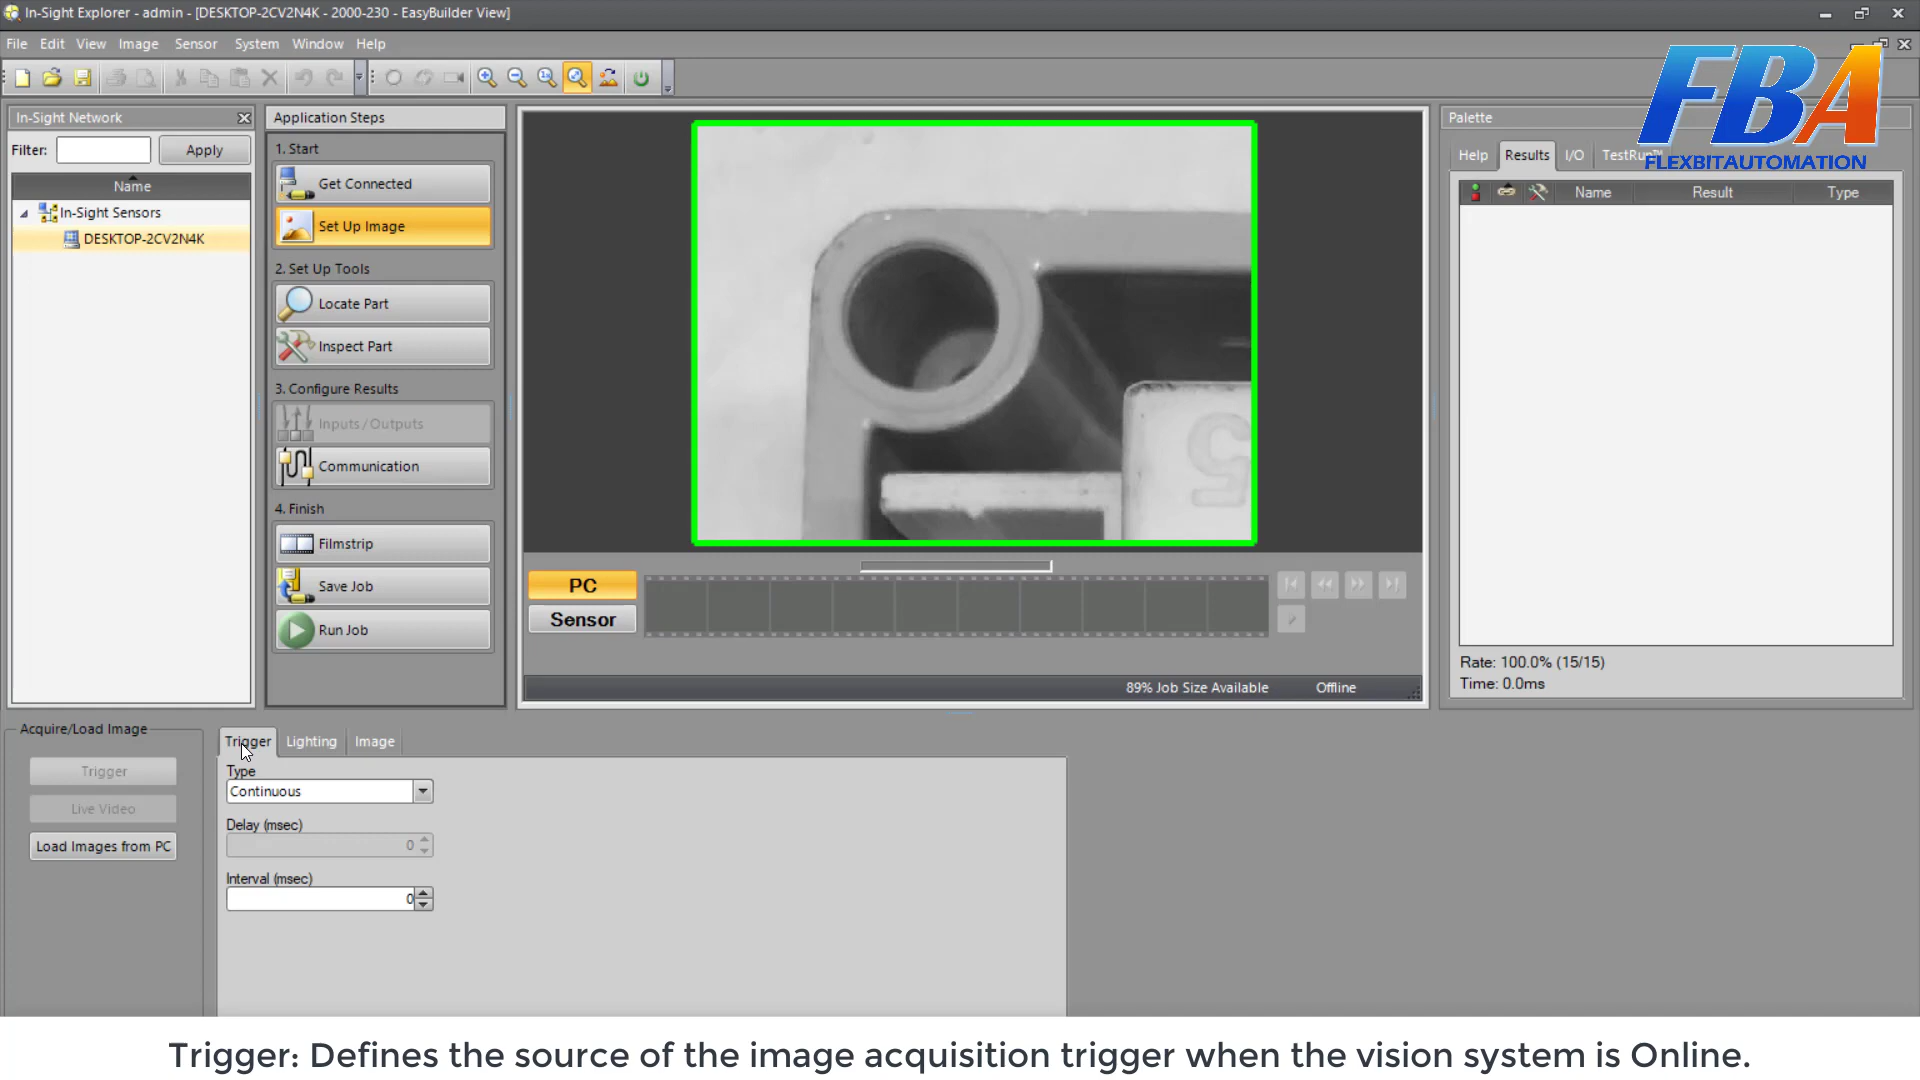 In-Sight Explorer - admin - [DESKTOP-2CV2N4K - 2000-230 - EasyBuilder View]
File Edit View Image Sensor System Window Help
FBA
FLEXBITAUTOMATION
In-Sight Network
Filter:
Apply
Name
In-Sight Sensors
DESKTOP-2CV2N4K
Application Steps
1. Start
Get Connected
Set Up Image
2. Set Up Tools
Locate Part
Inspect Part
3. Configure Results
Inputs / Outputs
Communication
4. Finish
Filmstrip
Save Job
Run Job
5
PC
Sensor
89% Job Size Available Offline
Palette
Help Results I/O TestRun™
Name Result Type
Rate: 100.0% (15/15)
Time: 0.0ms
Acquire/Load Image
Trigger
Live Video
Load Images from PC
Trigger Lighting Image
Type
Continuous
Delay (msec)
0
Interval (msec)
0
Trigger: Defines the source of the image acquisition trigger when the vision system is Online.